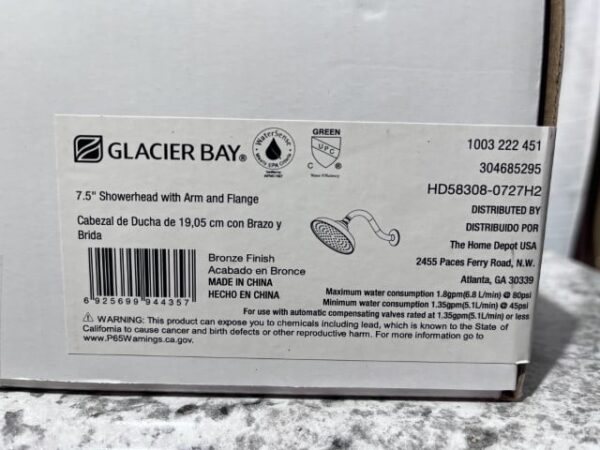 GLACIER BAY®
WaterSense
Meets EPA Criteria
GREEN
UPC
C
Water Efficiency
1003 222 451
304685295
HD58308-0727H2
DISTRIBUTED BY
DISTRIBUIDO POR
The Home Depot USA
2455 Paces Ferry Road, N.W.
Atlanta, GA 30339
7.5" Showerhead with Arm and Flange
Cabezal de Ducha de 19,05 cm con Brazo y
Brida
Bronze Finish
Acabado en Bronce
MADE IN CHINA
HECHO EN CHINA
6 925699 944357
Maximum water consumption 1.8gpm(6.8 L/min) @ 80psi
Minimum water consumption 1.35gpm(5.1L/min) @ 45psi
For use with automatic compensating valves rated at 1.35gpm(5.1L/min) or less
⚠ WARNING: This product can expose you to chemicals including lead, which is known to the State of
California to cause cancer and birth defects or other reproductive harm. For more information go to
www.P65Warnings.ca.gov.